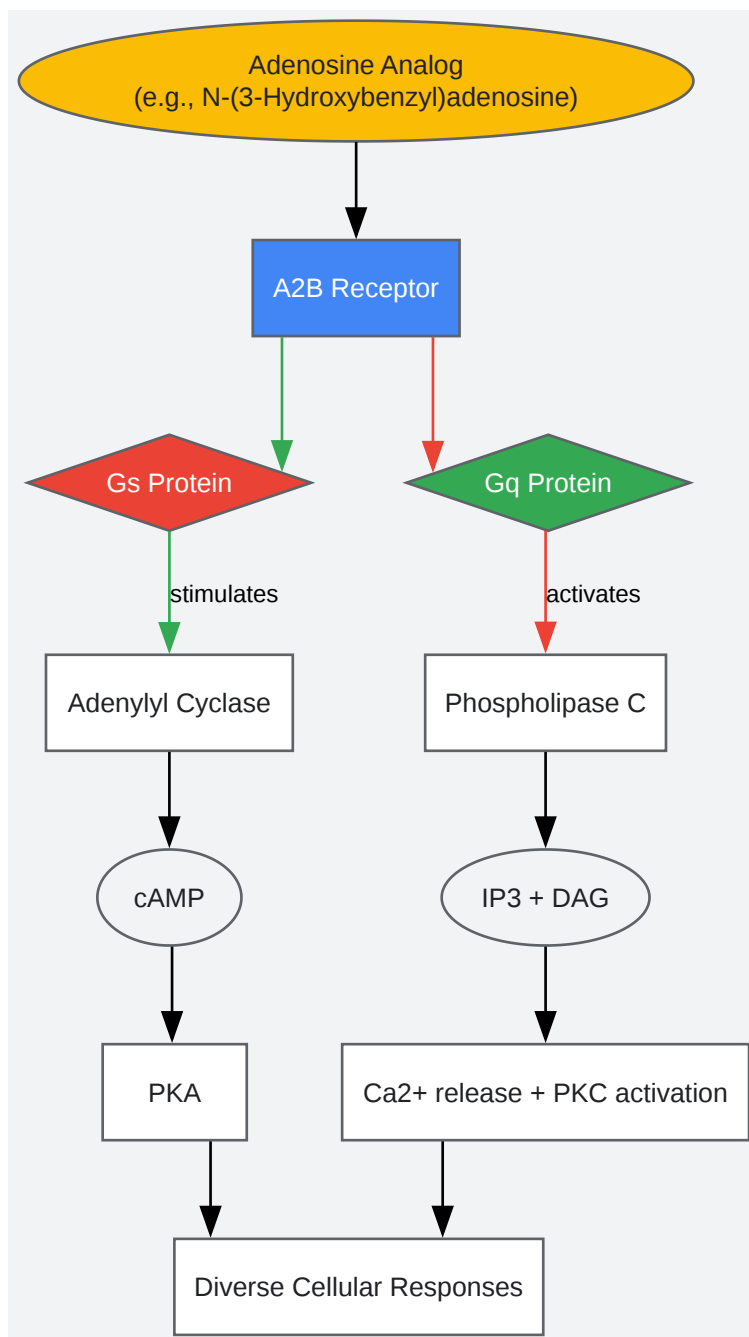 Adenosine Analog
(e.g., N-(3-Hydroxybenzyl)adenosine)
A2B Receptor
Gs Protein
Gq Protein
stimulates
activates
Adenylyl Cyclase
Phospholipase C
cAMP
IP3 + DAG
PKA
Ca2+ release + PKC activation
Diverse Cellular Responses